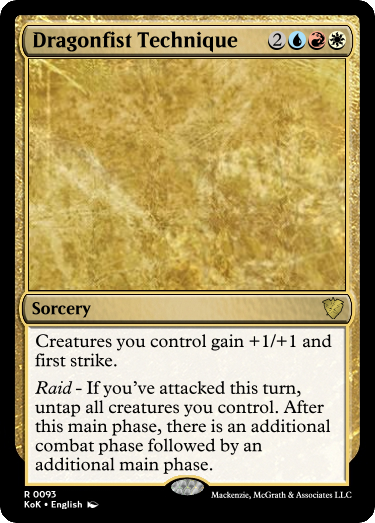 Dragonfist Technique 2
Sorcery
Creatures you control gain +1/+1 and
first strike.
Raid - If you've attacked this turn,
untap all creatures you control. After
this main phase, there is an additional
combat phase followed by an
additional main phase.
R 0093
KoK • English
Mackenzie, McGrath & Associates LLC